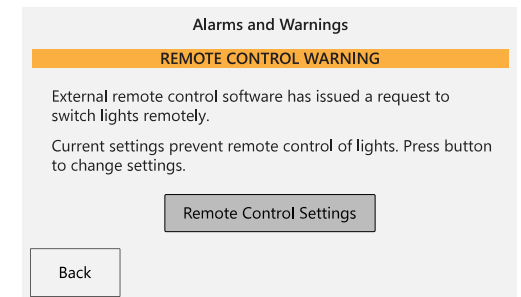 Alarms and Warnings
REMOTE CONTROL WARNING
External remote control software has issued a request to
switch lights remotely.
Current settings prevent remote control of lights. Press button
to change settings.
Remote Control Settings
Back